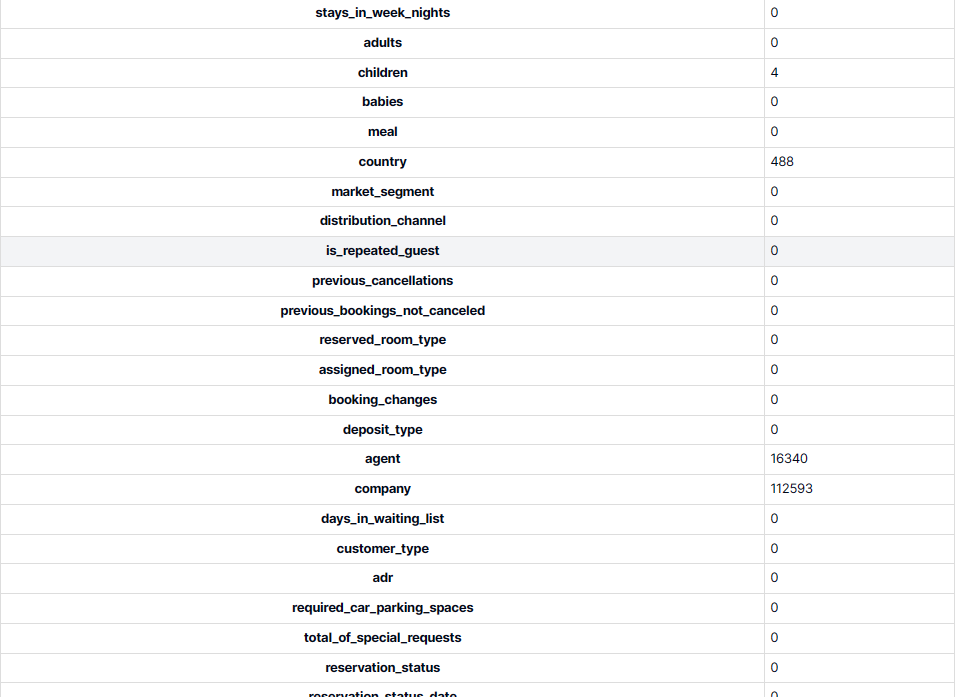 stays_in_week_nights 0
adults 0
children 4
babies 0
meal 0
country 488
market_segment 0
distribution_channel 0
is_repeated_guest 0
previous_cancellations 0
previous_bookings_not_canceled 0
reserved_room_type 0
assigned_room_type 0
booking_changes 0
deposit_type 0
agent 16340
company 112593
days_in_waiting_list 0
customer_type 0
adr 0
required_car_parking_spaces 0
total_of_special_requests 0
reservation_status 0
reservation_status_date 0